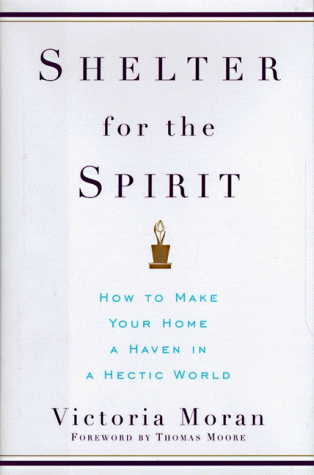 SHELTER
for the
SPIRIT
HOW TO MAKE
YOUR HOME
A HAVEN IN
A HECTIC WORLD
Victoria Moran
FOREWORD BY THOMAS MOORE